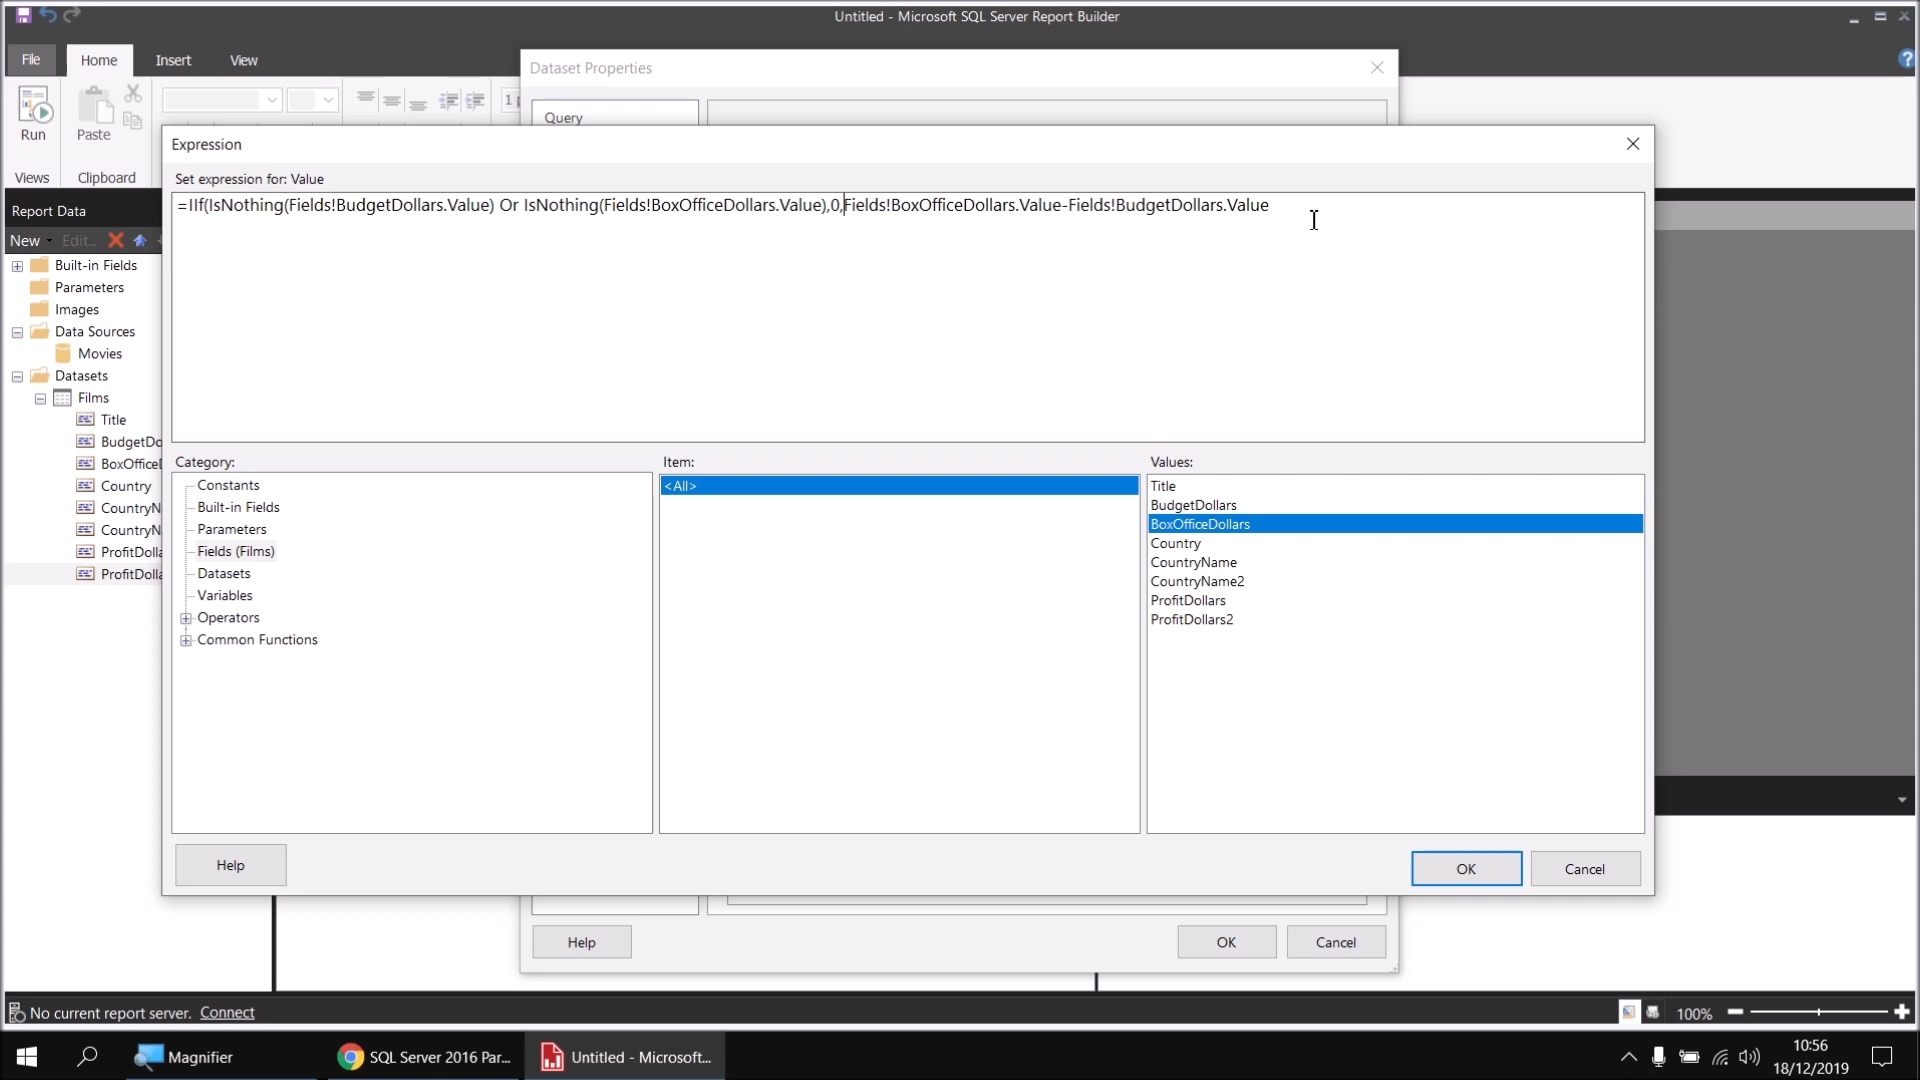 Untitled - Microsoft SQL Server Report Builder
File
Home
Insert
View
Run
Paste
Views
Clipboard
1
Dataset Properties
Query
Expression
Set expression for: Value
=IIf(IsNothing(Fields!BudgetDollars.Value) Or IsNothing(Fields!BoxOfficeDollars.Value),0,Fields!BoxOfficeDollars.Value-Fields!BudgetDollars.Value
Report Data
New
Edit...
Built-in Fields
Parameters
Images
Data Sources
Movies
Datasets
Films
Title
BudgetDo
BoxOffice
Country
CountryN
CountryN
ProfitDolla
ProfitDolla
Category:
Constants
Built-in Fields
Parameters
Fields (Films)
Datasets
Variables
Operators
Common Functions
Item:
<All>
Values:
Title
BudgetDollars
BoxOfficeDollars
Country
CountryName
CountryName2
ProfitDollars
ProfitDollars2
Help
OK
Cancel
Help
OK
Cancel
No current report server. Connect
100%
Magnifier
SQL Server 2016 Par...
Untitled - Microsoft...
10:56
18/12/2019